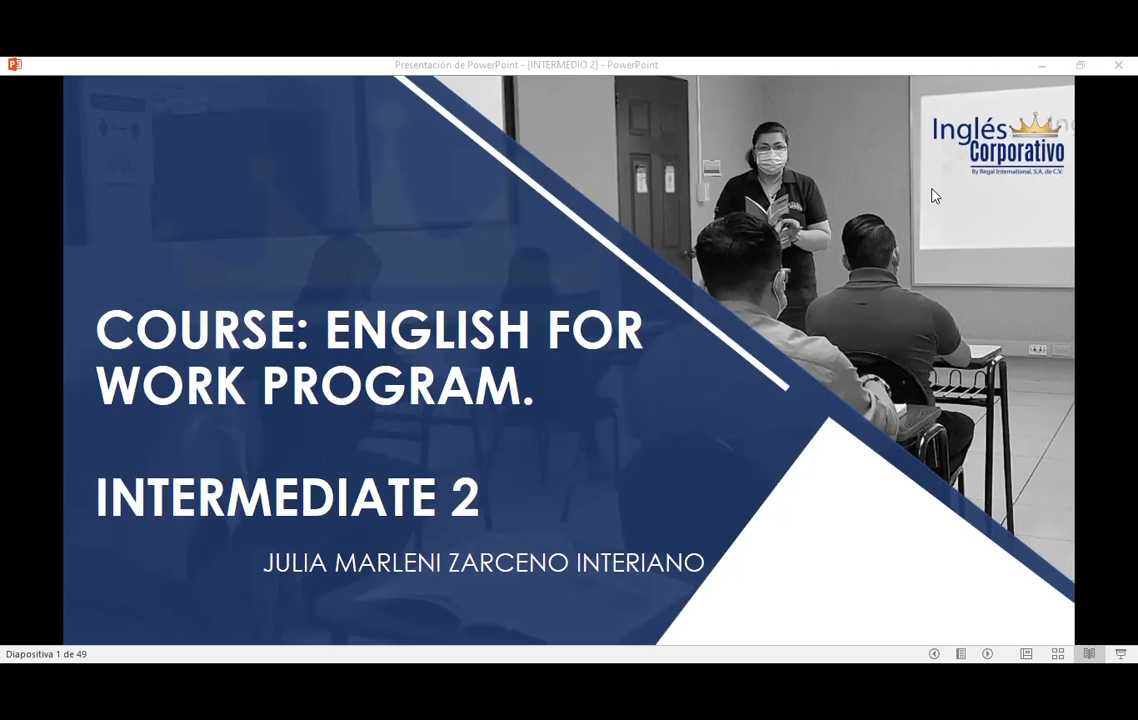 Presentación de PowerPoint - [INTERMEDIO 2] - PowerPoint
Inglés
Corporativo
By Regal International, S.A. de C.V.
COURSE: ENGLISH FOR
WORK PROGRAM.
INTERMEDIATE 2
JULIA MARLENI ZARCENO INTERIANO
Diapositiva 1 de 49